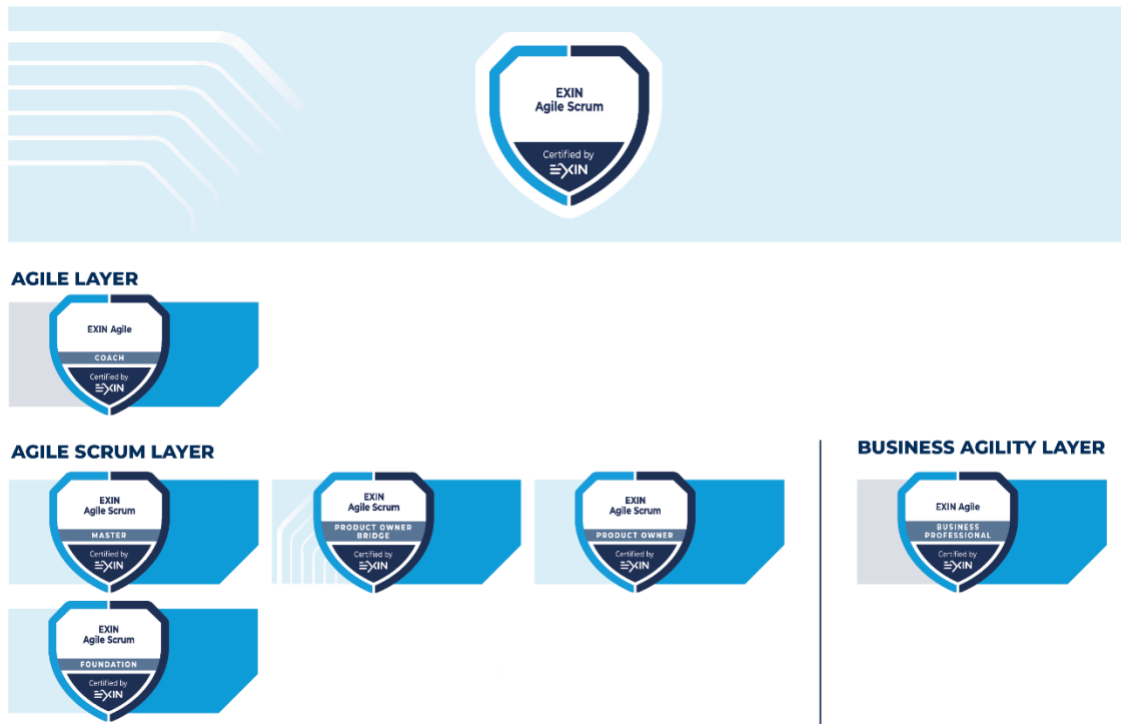 EXIN
Agile Scrum
Certified by
EXIN
AGILE LAYER
EXIN Agile
COACH
Certified by
EXIN
AGILE SCRUM LAYER
EXIN
Agile Scrum
MASTER
Certified by
EXIN
EXIN
Agile Scrum
PRODUCT OWNER
BRIDGE
Certified by
EXIN
EXIN
Agile Scrum
PRODUCT OWNER
Certified by
EXIN
EXIN
Agile Scrum
FOUNDATION
Certified by
EXIN
BUSINESS AGILITY LAYER
EXIN Agile
BUSINESS
PROFESSIONAL
Certified by
EXIN